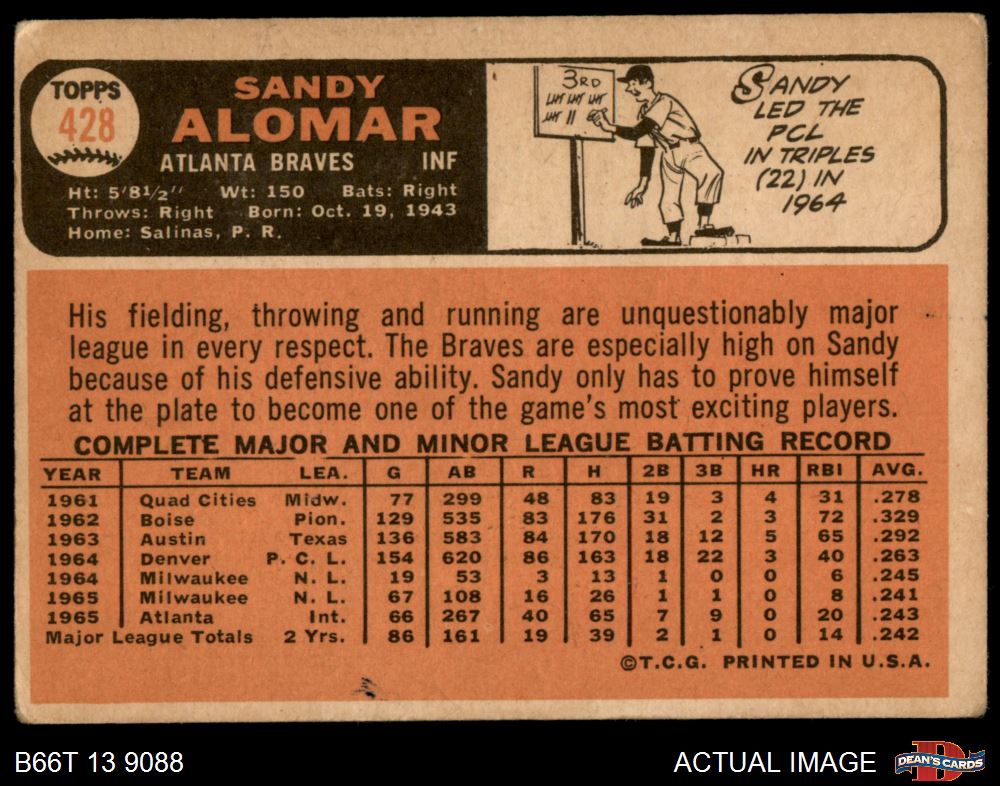 TOPPS
428
SANDY
ALOMAR
ATLANTA BRAVES INF
Ht: 5'8½" Wt: 150 Bats: Right
Throws: Right Born: Oct. 19, 1943
Home: Salinas, P. R.
3RD
SANDY
LED THE
PCL
IN TRIPLES
(22) IN
1964
His fielding, throwing and running are unquestionably major
league in every respect. The Braves are especially high on Sandy
because of his defensive ability. Sandy only has to prove himself
at the plate to become one of the game's most exciting players.
COMPLETE MAJOR AND MINOR LEAGUE BATTING RECORD
YEAR TEAM LEA. G AB R H 2B 3B HR RBI AVG.
1961 Quad Cities Midw. 77 299 48 83 19 3 4 31 .278
1962 Boise Pion. 129 535 83 176 31 2 3 72 .329
1963 Austin Texas 136 583 84 170 18 12 5 65 .292
1964 Denver P. C. L. 154 620 86 163 18 22 3 40 .263
1964 Milwaukee N. L. 19 53 3 13 1 0 0 6 .245
1965 Milwaukee N. L. 67 108 16 26 1 1 0 8 .241
1965 Atlanta Int. 66 267 40 65 7 9 0 20 .243
Major League Totals 2 Yrs. 86 161 19 39 2 1 0 14 .242
©T.C.G. PRINTED IN U.S.A.
B66T 13 9088
ACTUAL IMAGE
D
DEAN'S CARDS